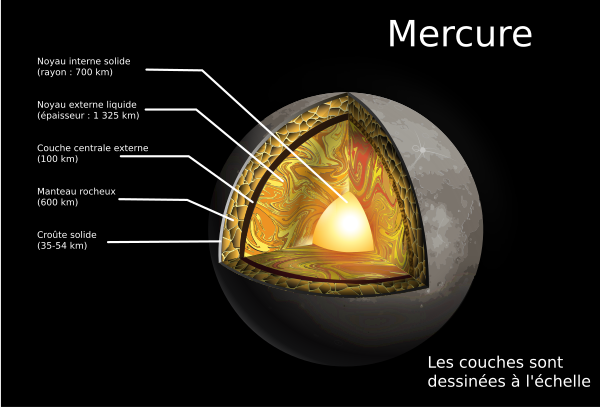 Mercure
Noyau interne solide
(rayon : 700 km)
Noyau externe liquide
(épaisseur : 1 325 km)
Couche centrale externe
(100 km)
Manteau rocheux
(600 km)
Croûte solide
(35-54 km)
Les couches sont
dessinées à l'échelle